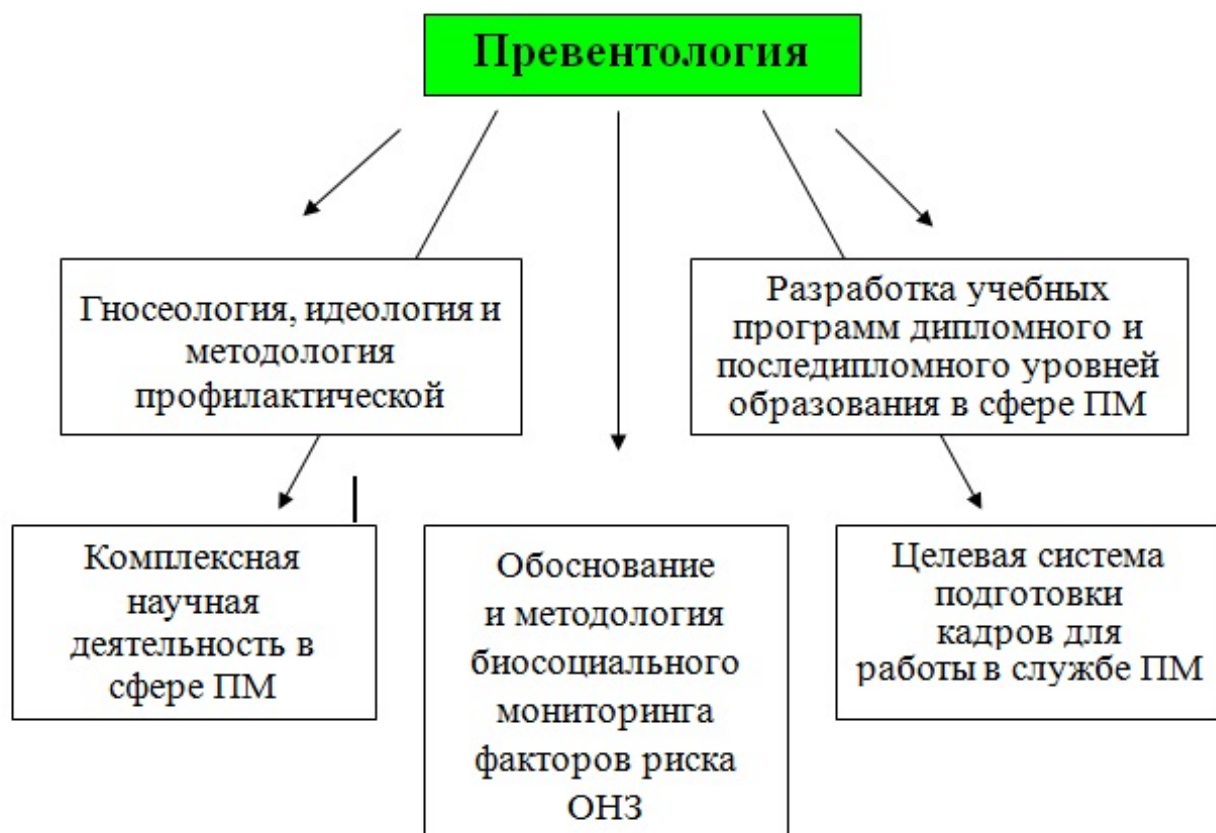 Превентология
Гносеология, идеология и
методология
профилактической
Разработка учебных
программ дипломного и
последипломного уровней
образования в сфере ПМ
Комплексная
научная
деятельность в
сфере ПМ
Обоснование
и методология
биосоциального
мониторинга
факторов риска
ОНЗ
Целевая система
подготовки
кадров для
работы в службе ПМ